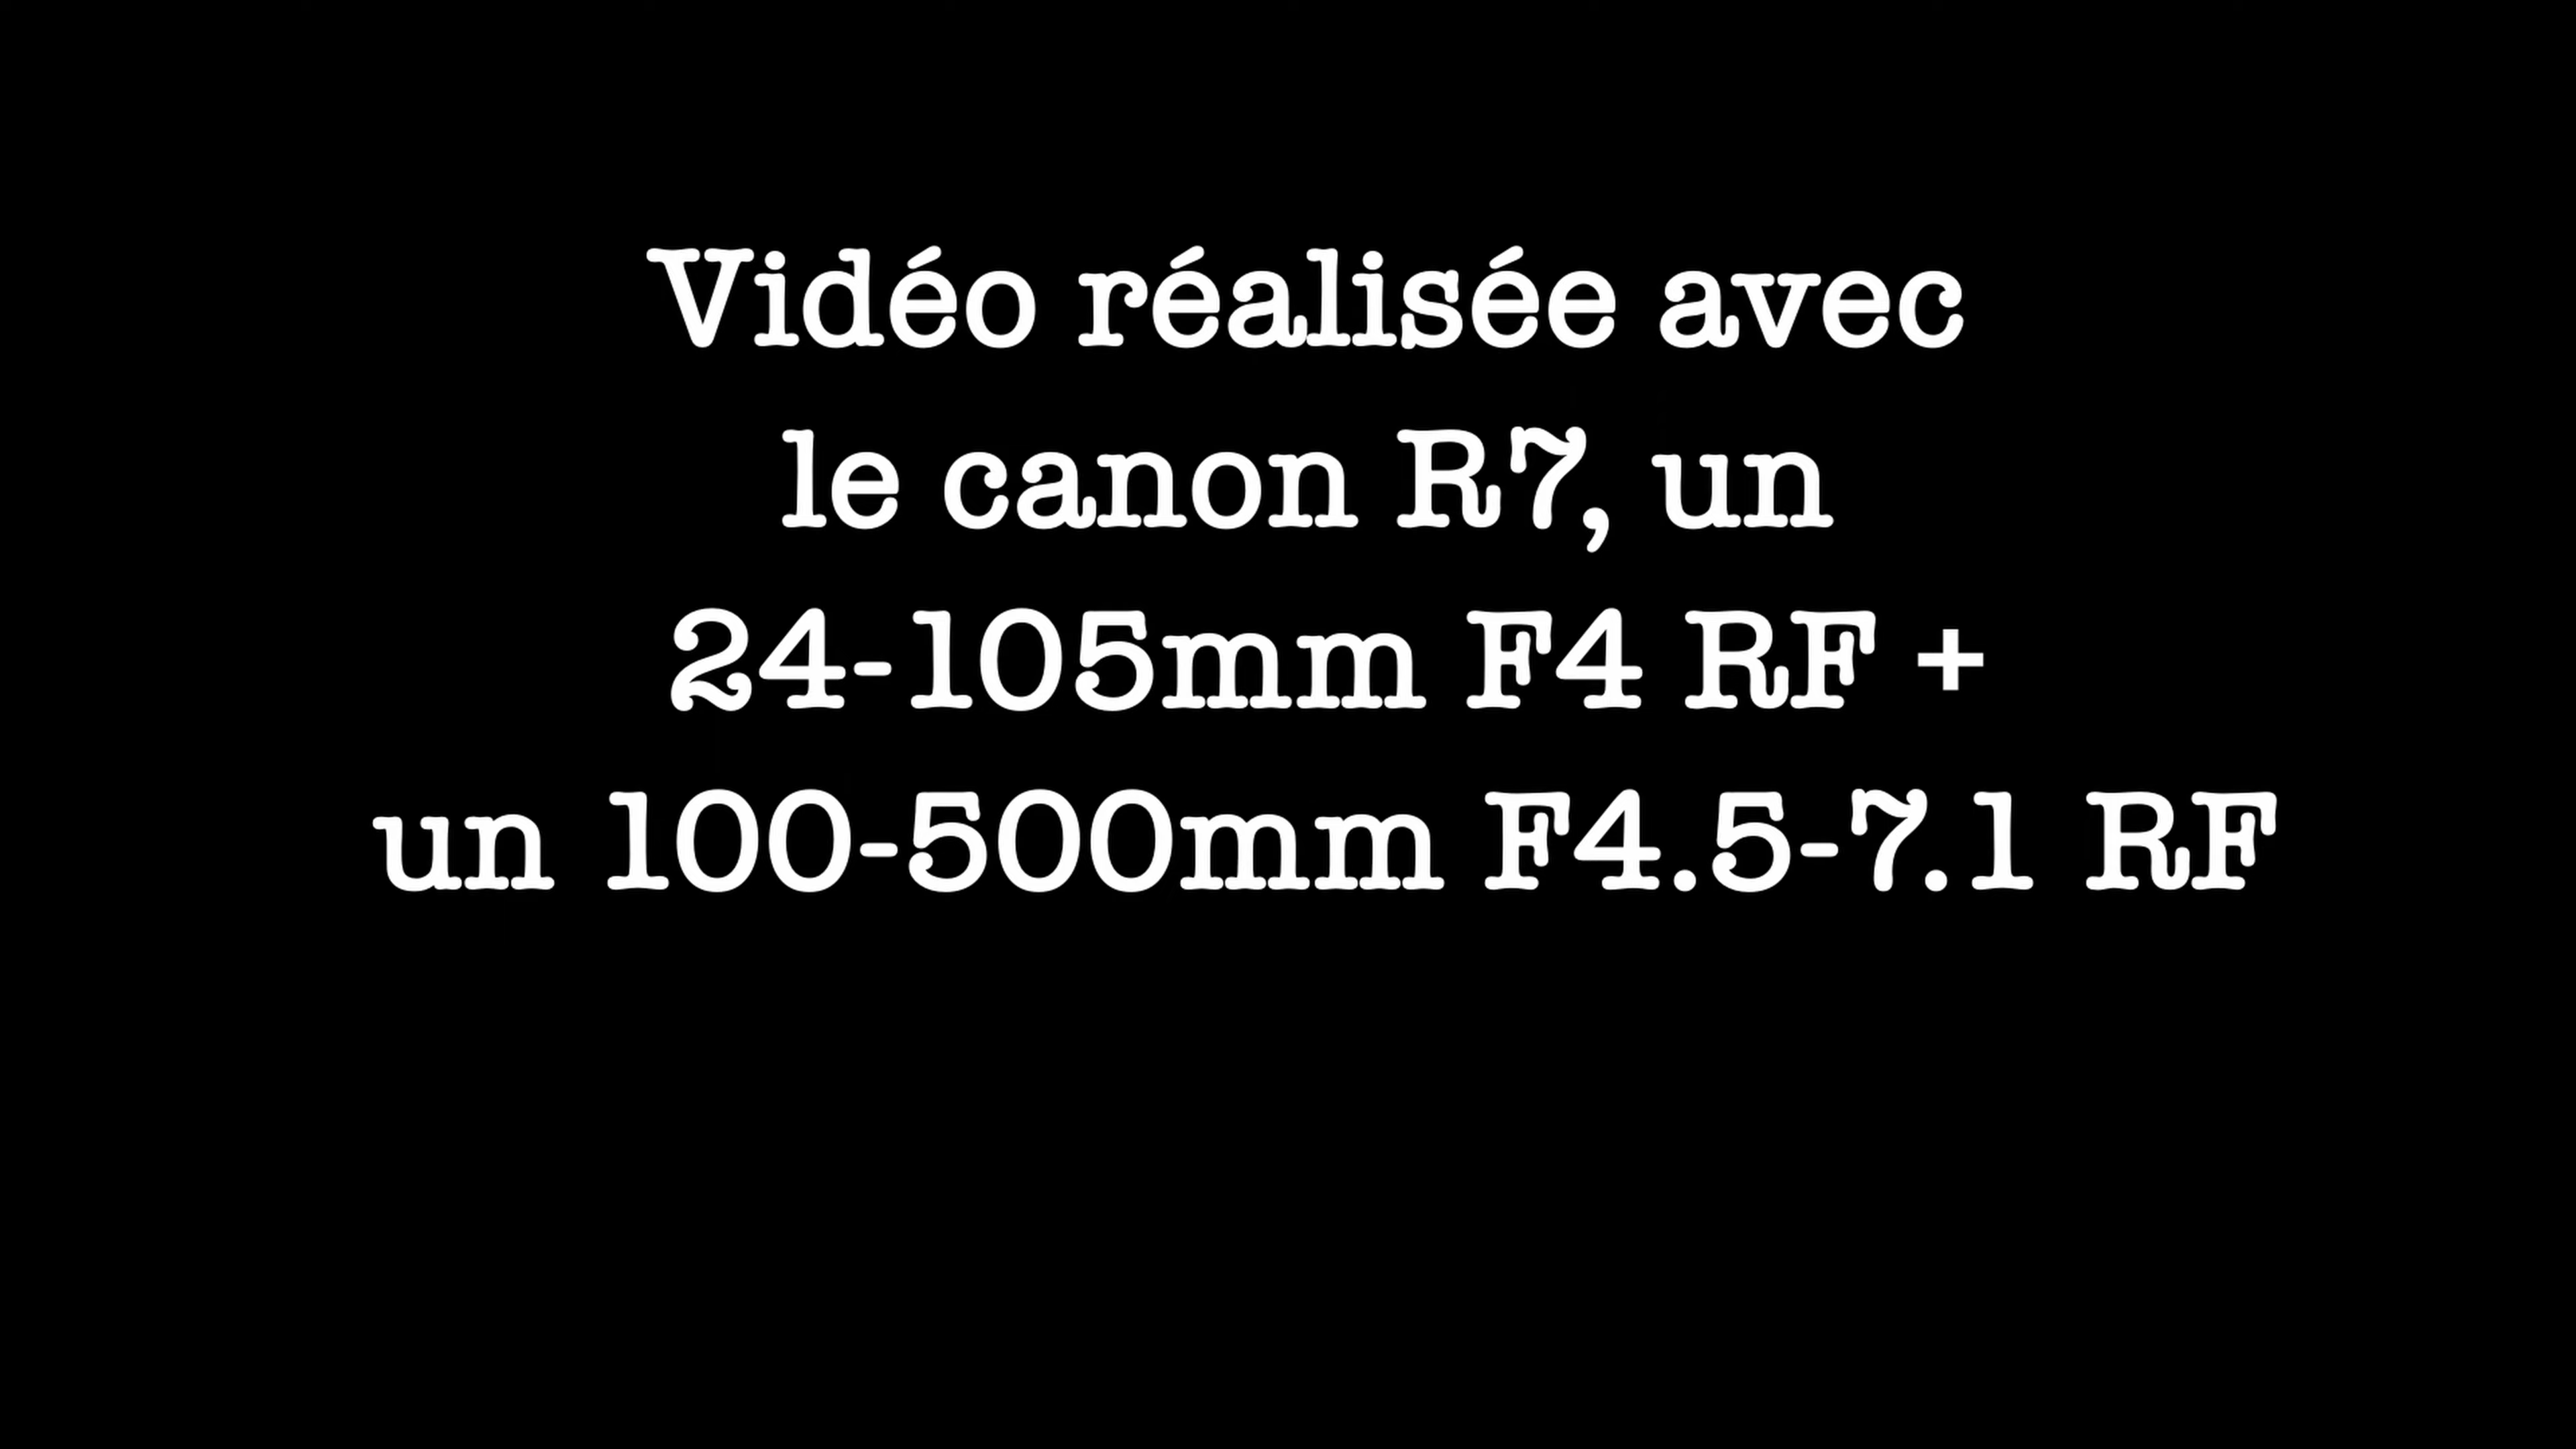 Vidéo réalisée avec
le canon R7, un
24-105mm F4 RF +
un 100-500mm F4.5-7.1 RF